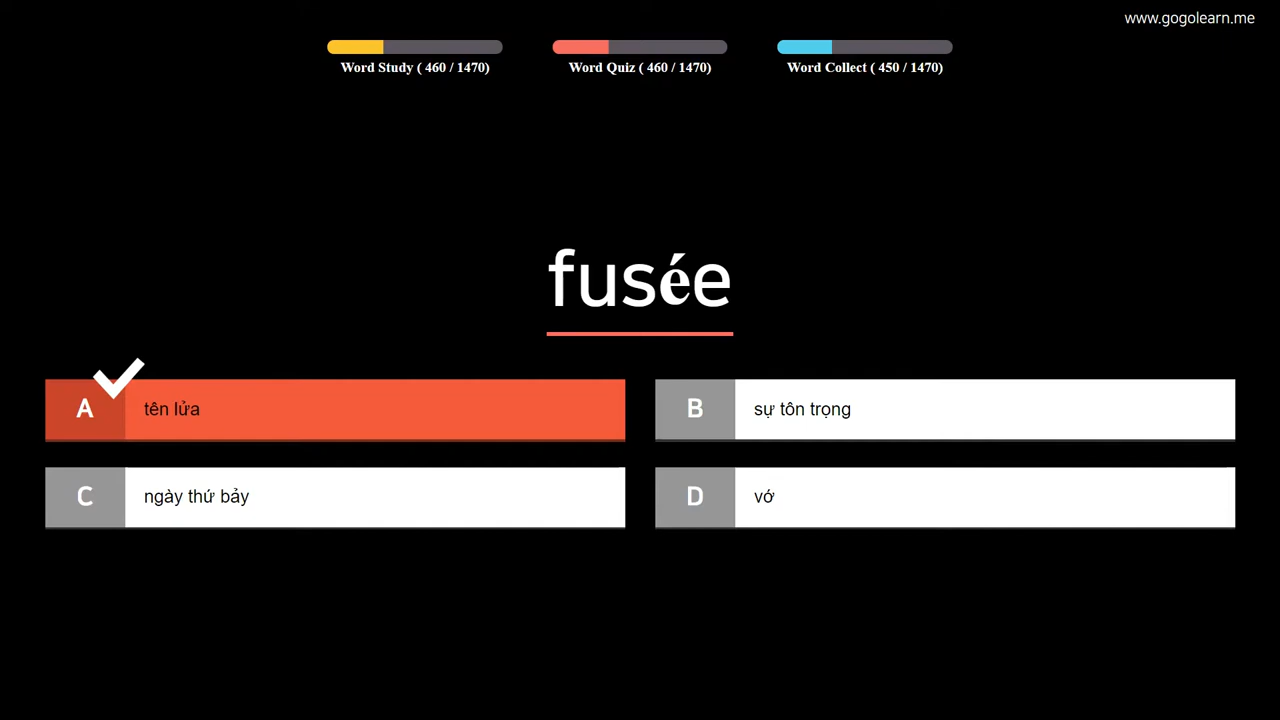 www.gogolearn.me
Word Study ( 460 / 1470)
Word Quiz ( 460 / 1470)
Word Collect ( 450 / 1470)
fusée
A tên lửa
B sự tôn trọng
C ngày thứ bảy
D vớ